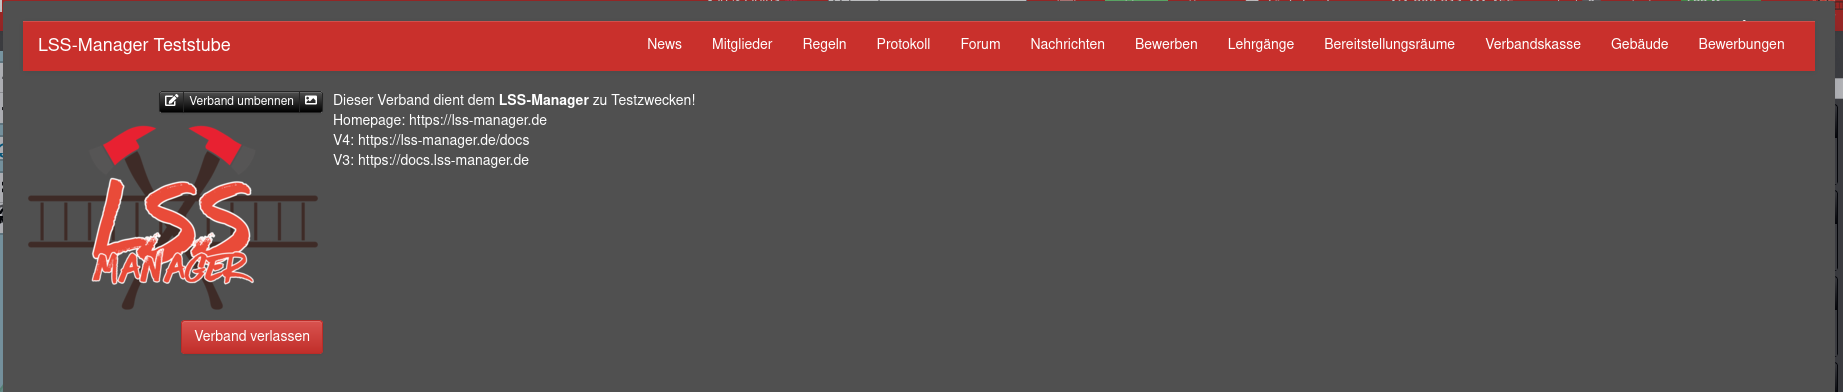 LSS-Manager Teststube News Mitglieder Regeln Protokoll Forum Nachrichten Bewerben Lehrgänge Bereitstellungsräume Verbandskasse Gebäude Bewerbungen
Verband umbennen
Dieser Verband dient dem LSS-Manager zu Testzwecken!
Homepage: https://lss-manager.de
V4: https://lss-manager.de/docs
V3: https://docs.lss-manager.de
LSS
MANAGER
Verband verlassen